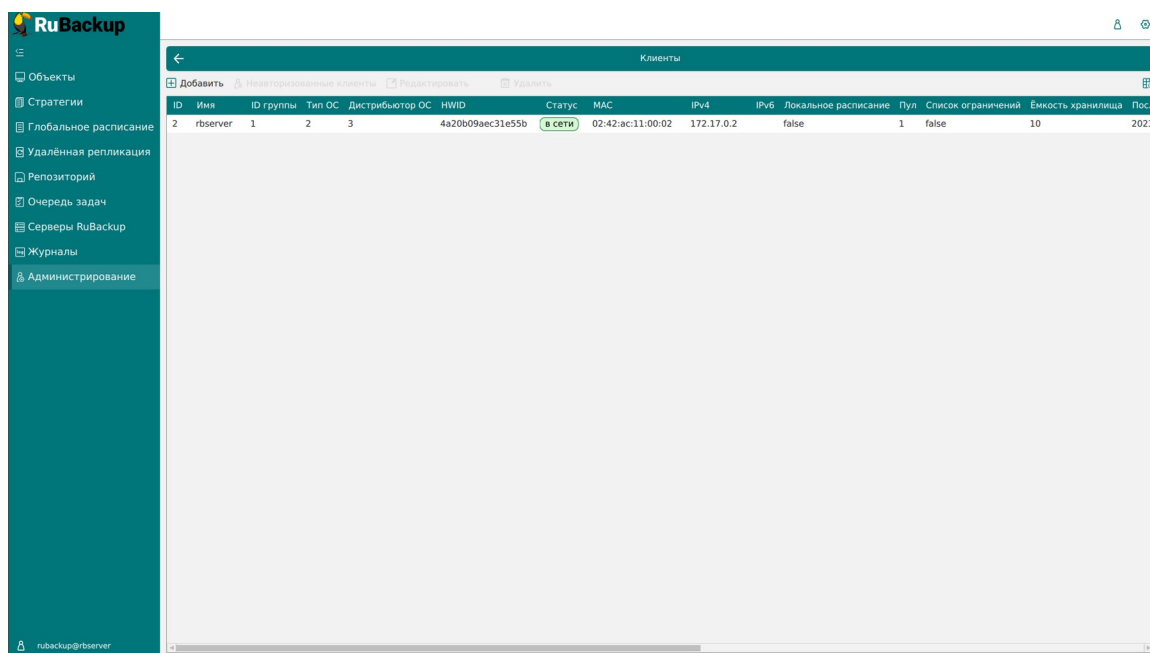 RuBackup
Клиенты
Объекты
Стратегии
Глобальное расписание
Удалённая репликация
Репозиторий
Очередь задач
Серверы RuBackup
Журналы
Администрирование
Добавить Неавторизованные клиенты Редактировать Удалить
ID Имя ID группы Тип ОС Дистрибьютор ОС HWID Статус MAC IPv4 IPv6 Локальное расписание Пул Список ограничений Ёмкость хранилища Пос.
2 rbserver 1 2 3 4a20b09aec31e55b в сети 02:42:ac:11:00:02 172.17.0.2 false 1 false 10 202
rubackup@rbserver